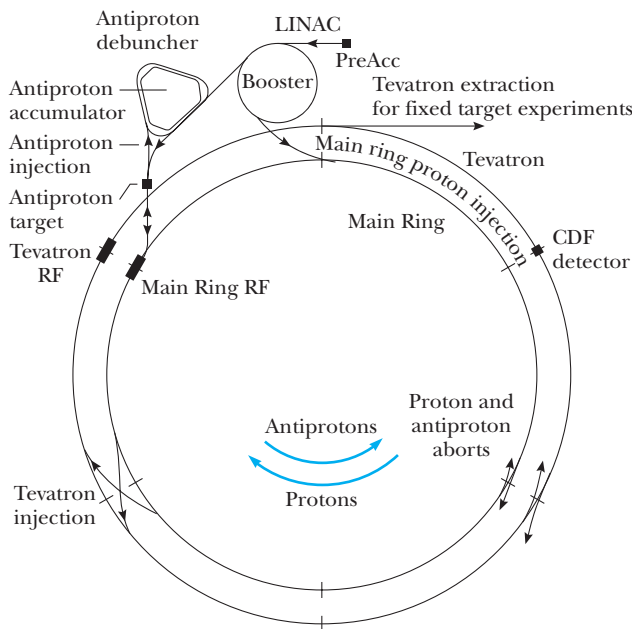 Antiproton
debuncher
LINAC
PreAcc
Booster
Antiproton
accumulator
Tevatron extraction
for fixed target experiments
Antiproton
injection
Main ring proton injection
Tevatron
Antiproton
target
Main Ring
Tevatron
RF
CDF
detector
Main Ring RF
Proton and
antiproton
aborts
Antiprotons
Protons
Tevatron
injection